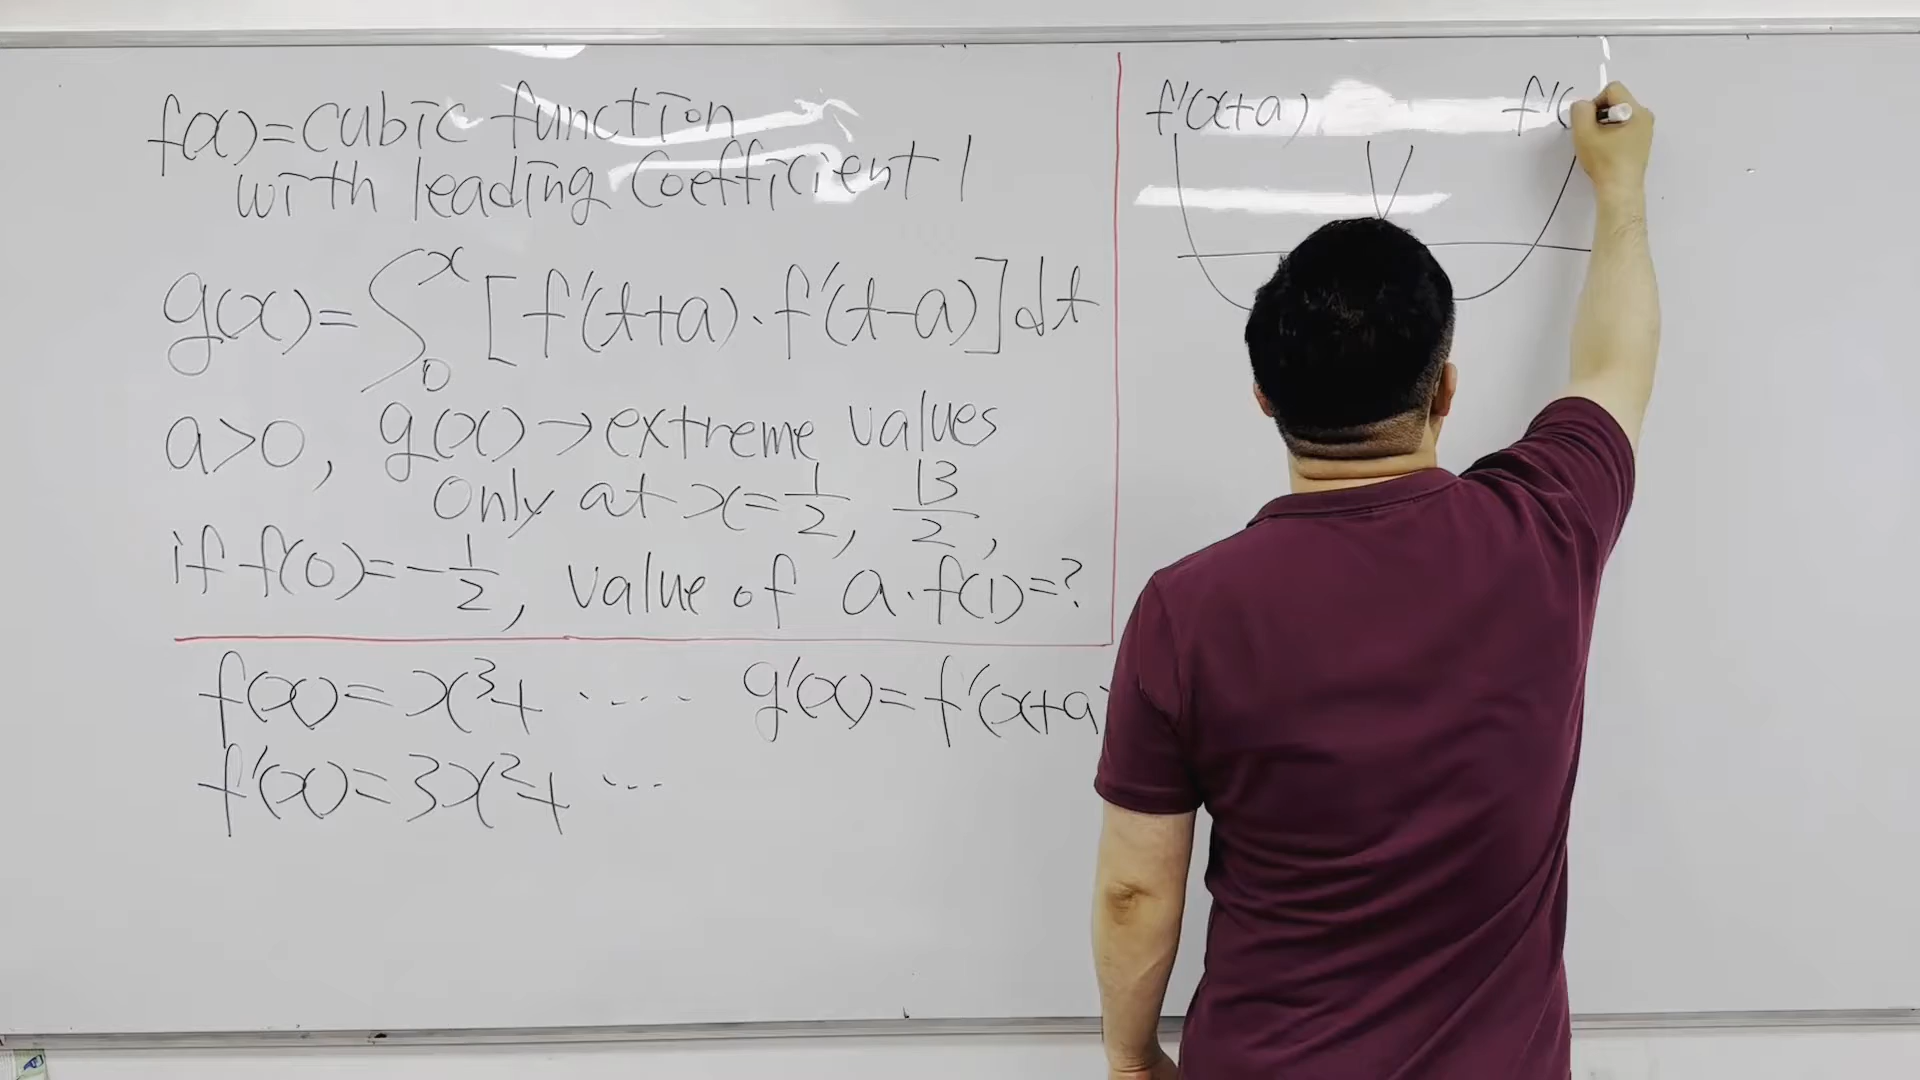 f(x)=cubic function
with leading coefficient 1
g(x)=∫₀ˣ [f'(t+a)·f'(t-a)]dt
a>0, g(x)→extreme values
only at x=1/2, 13/2,
if f(0)=-1/2, value of a·f(1)=?
f(x)=x³+ ····
g'(x)=f'(x+a)
f'(x)=3x²+ ···
f'(x+a)
f'(